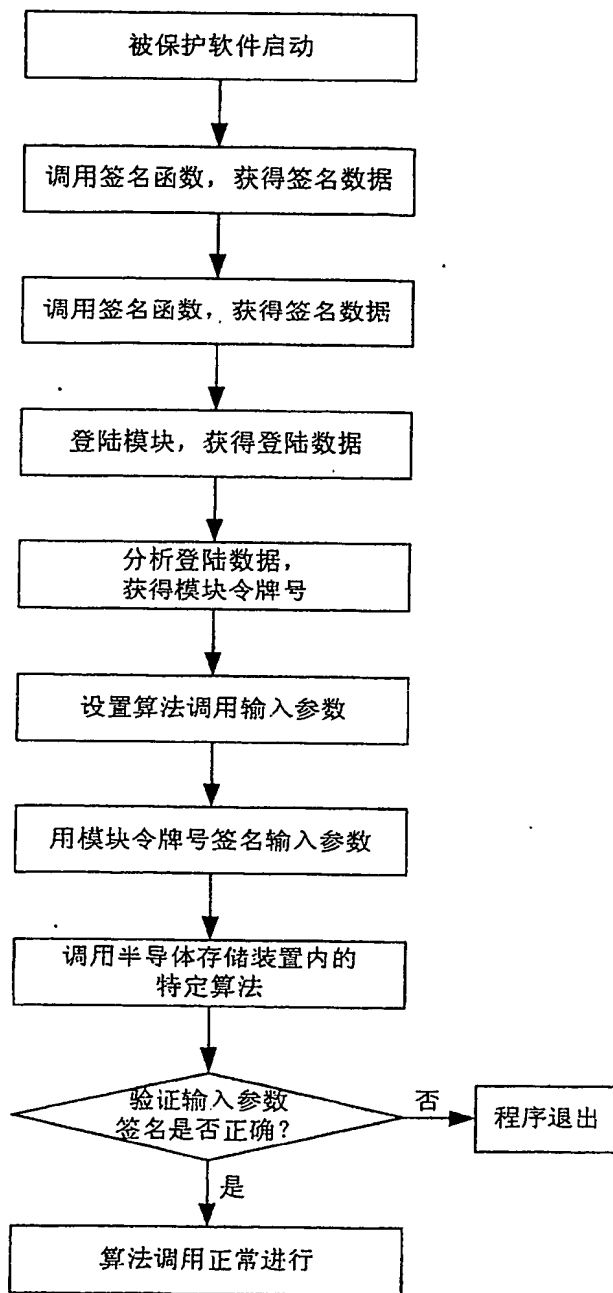 被保护软件启动
调用签名函数，获得签名数据
调用签名函数，获得签名数据
登陆模块，获得登陆数据
分析登陆数据，
获得模块令牌号
设置算法调用输入参数
用模块令牌号签名输入参数
调用半导体存储装置内的
特定算法
验证输入参数
签名是否正确？
否
程序退出
是
算法调用正常进行